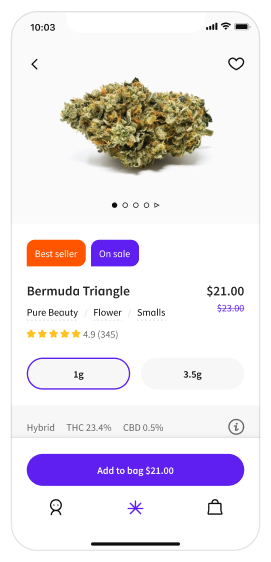 10:03
Best seller
On sale
Bermuda Triangle
$21.00
Pure Beauty / Flower / Smalls
$23.00
4.9 (345)
1g
3.5g
Hybrid THC 23.4% CBD 0.5%
Add to bag $21.00